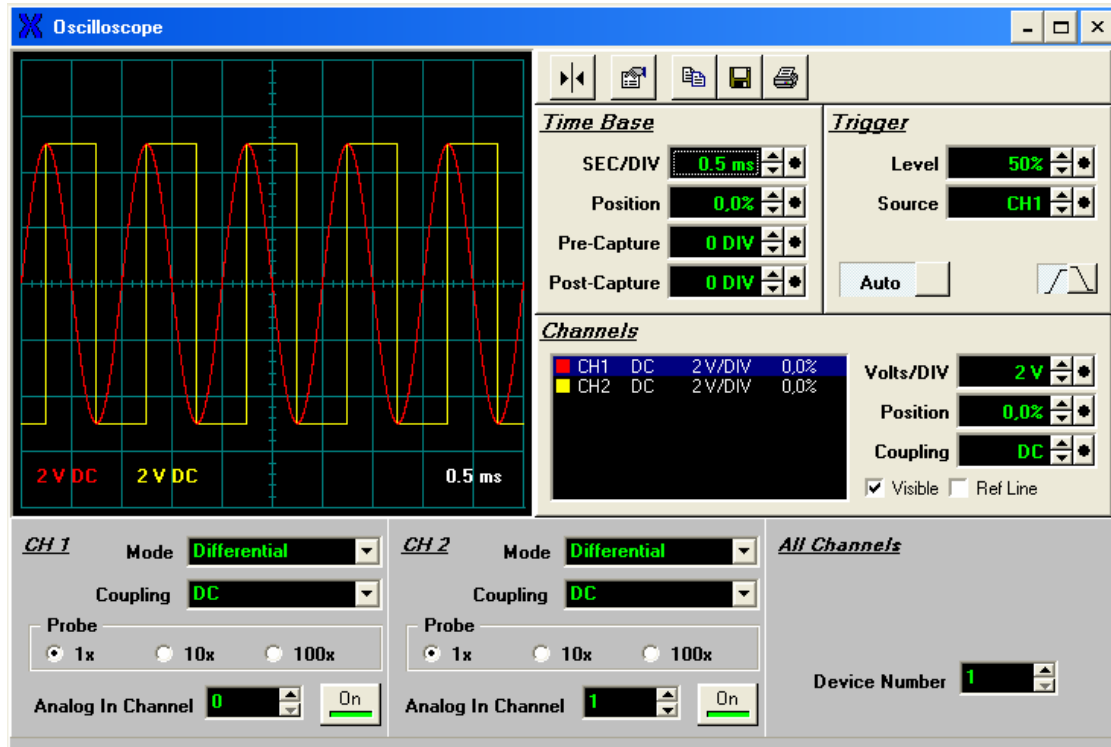 Oscilloscope
2 V DC 2 V DC 0.5 ms
Time Base
SEC/DIV 0.5 ms
Position 0,0%
Pre-Capture 0 DIV
Post-Capture 0 DIV
Trigger
Level 50%
Source CH1
Auto
Channels
CH1 DC 2 V/DIV 0,0%
CH2 DC 2 V/DIV 0,0%
Volts/DIV 2 V
Position 0,0%
Coupling DC
Visible Ref Line
CH 1
Mode Differential
Coupling DC
Probe
1x 10x 100x
Analog In Channel 0 On
CH 2
Mode Differential
Coupling DC
Probe
1x 10x 100x
Analog In Channel 1 On
All Channels
Device Number 1